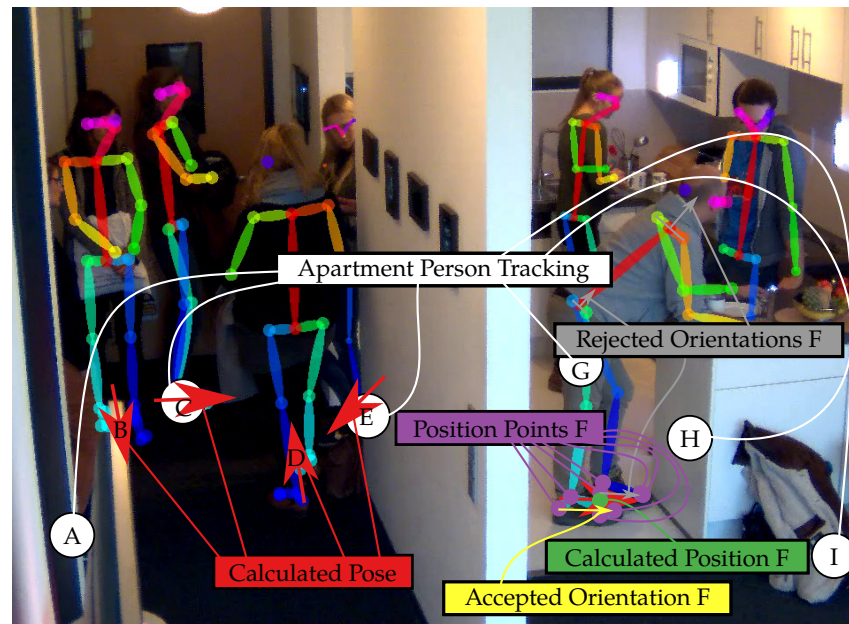 Apartment Person Tracking
Rejected Orientations F
G
C
E
B
Position Points F
H
D
A
Calculated Pose
Calculated Position F
I
Accepted Orientation F